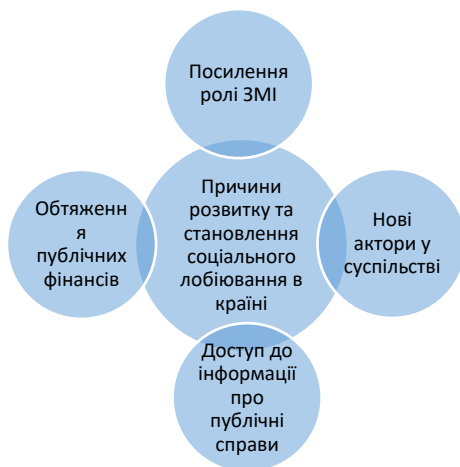 Посилення
ролі ЗМІ
Причини
розвитку та
становлення
соціального
лобіювання в
країні
Обтяженн
я
публічних
фінансів
Нові
актори у
суспільстві
Доступ до
інформації
про
публічні
справи